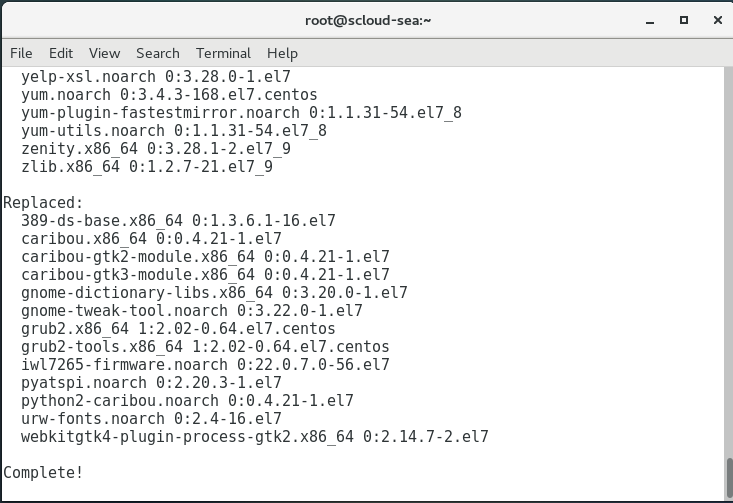 root@scloud-sea:~
File Edit View Search Terminal Help
yelp-xsl.noarch 0:3.28.0-1.el7
yum.noarch 0:3.4.3-168.el7.centos
yum-plugin-fastestmirror.noarch 0:1.1.31-54.el7_8
yum-utils.noarch 0:1.1.31-54.el7_8
zenity.x86_64 0:3.28.1-2.el7_9
zlib.x86_64 0:1.2.7-21.el7_9
Replaced:
389-ds-base.x86_64 0:1.3.6.1-16.el7
caribou.x86_64 0:0.4.21-1.el7
caribou-gtk2-module.x86_64 0:0.4.21-1.el7
caribou-gtk3-module.x86_64 0:0.4.21-1.el7
gnome-dictionary-libs.x86_64 0:3.20.0-1.el7
gnome-tweak-tool.noarch 0:3.22.0-1.el7
grub2.x86_64 1:2.02-0.64.el7.centos
grub2-tools.x86_64 1:2.02-0.64.el7.centos
iwl7265-firmware.noarch 0:22.0.7.0-56.el7
pyatspi.noarch 0:2.20.3-1.el7
python2-caribou.noarch 0:0.4.21-1.el7
urw-fonts.noarch 0:2.4-16.el7
webkitgtk4-plugin-process-gtk2.x86_64 0:2.14.7-2.el7
Complete!